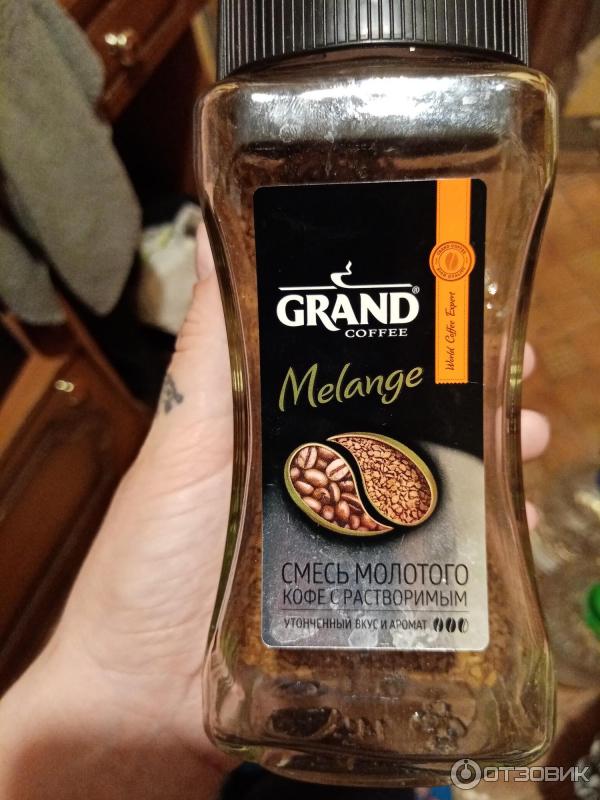 GRAND®
COFFEE
Melange
World Coffee Expert
СМЕСЬ МОЛОТОГО
КОФЕ С РАСТВОРИМЫМ
УТОНЧЕННЫЙ ВКУС И АРОМАТ
ОТЗОВИК